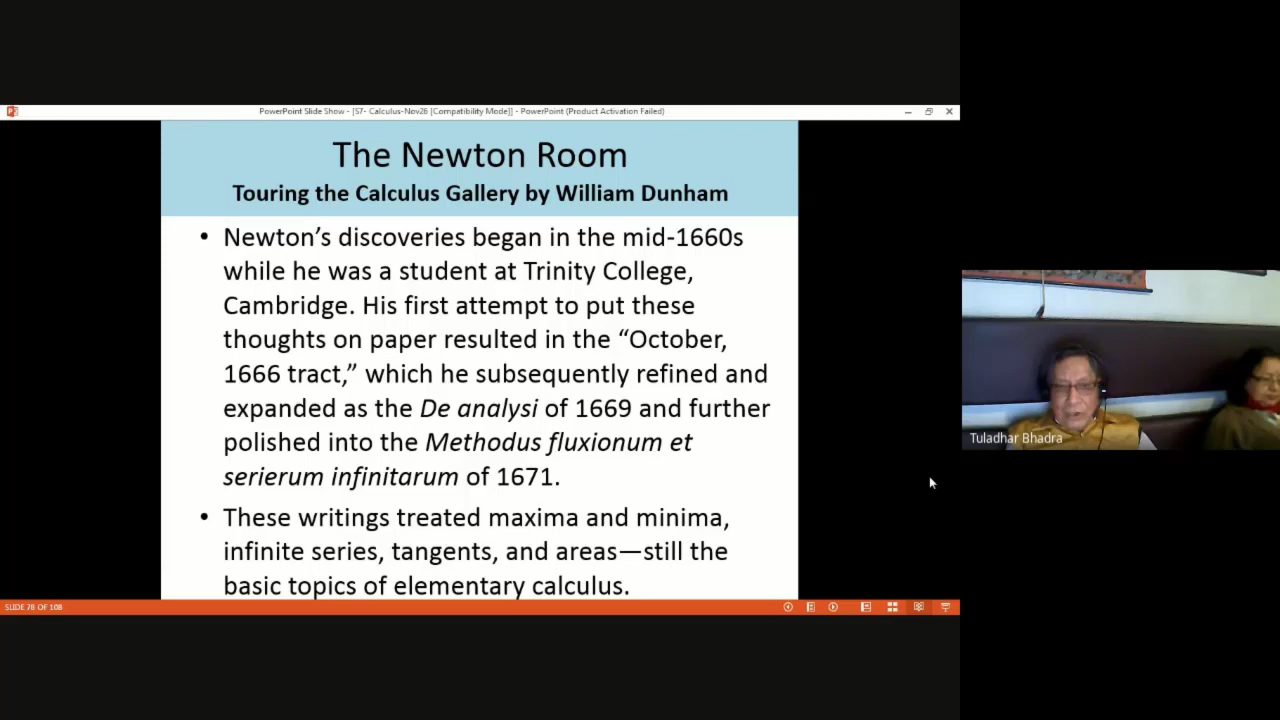 PowerPoint Slide Show - [S7- Calculus-Nov26 [Compatibility Mode]] - PowerPoint (Product Activation Failed)
The Newton Room
Touring the Calculus Gallery by William Dunham
• Newton’s discoveries began in the mid-1660s
while he was a student at Trinity College,
Cambridge. His first attempt to put these
thoughts on paper resulted in the “October,
1666 tract,” which he subsequently refined and
expanded as the De analysi of 1669 and further
polished into the Methodus fluxionum et
serierum infinitarum of 1671.
• These writings treated maxima and minima,
infinite series, tangents, and areas—still the
basic topics of elementary calculus.
Tuladhar Bhadra
SLIDE 78 OF 108